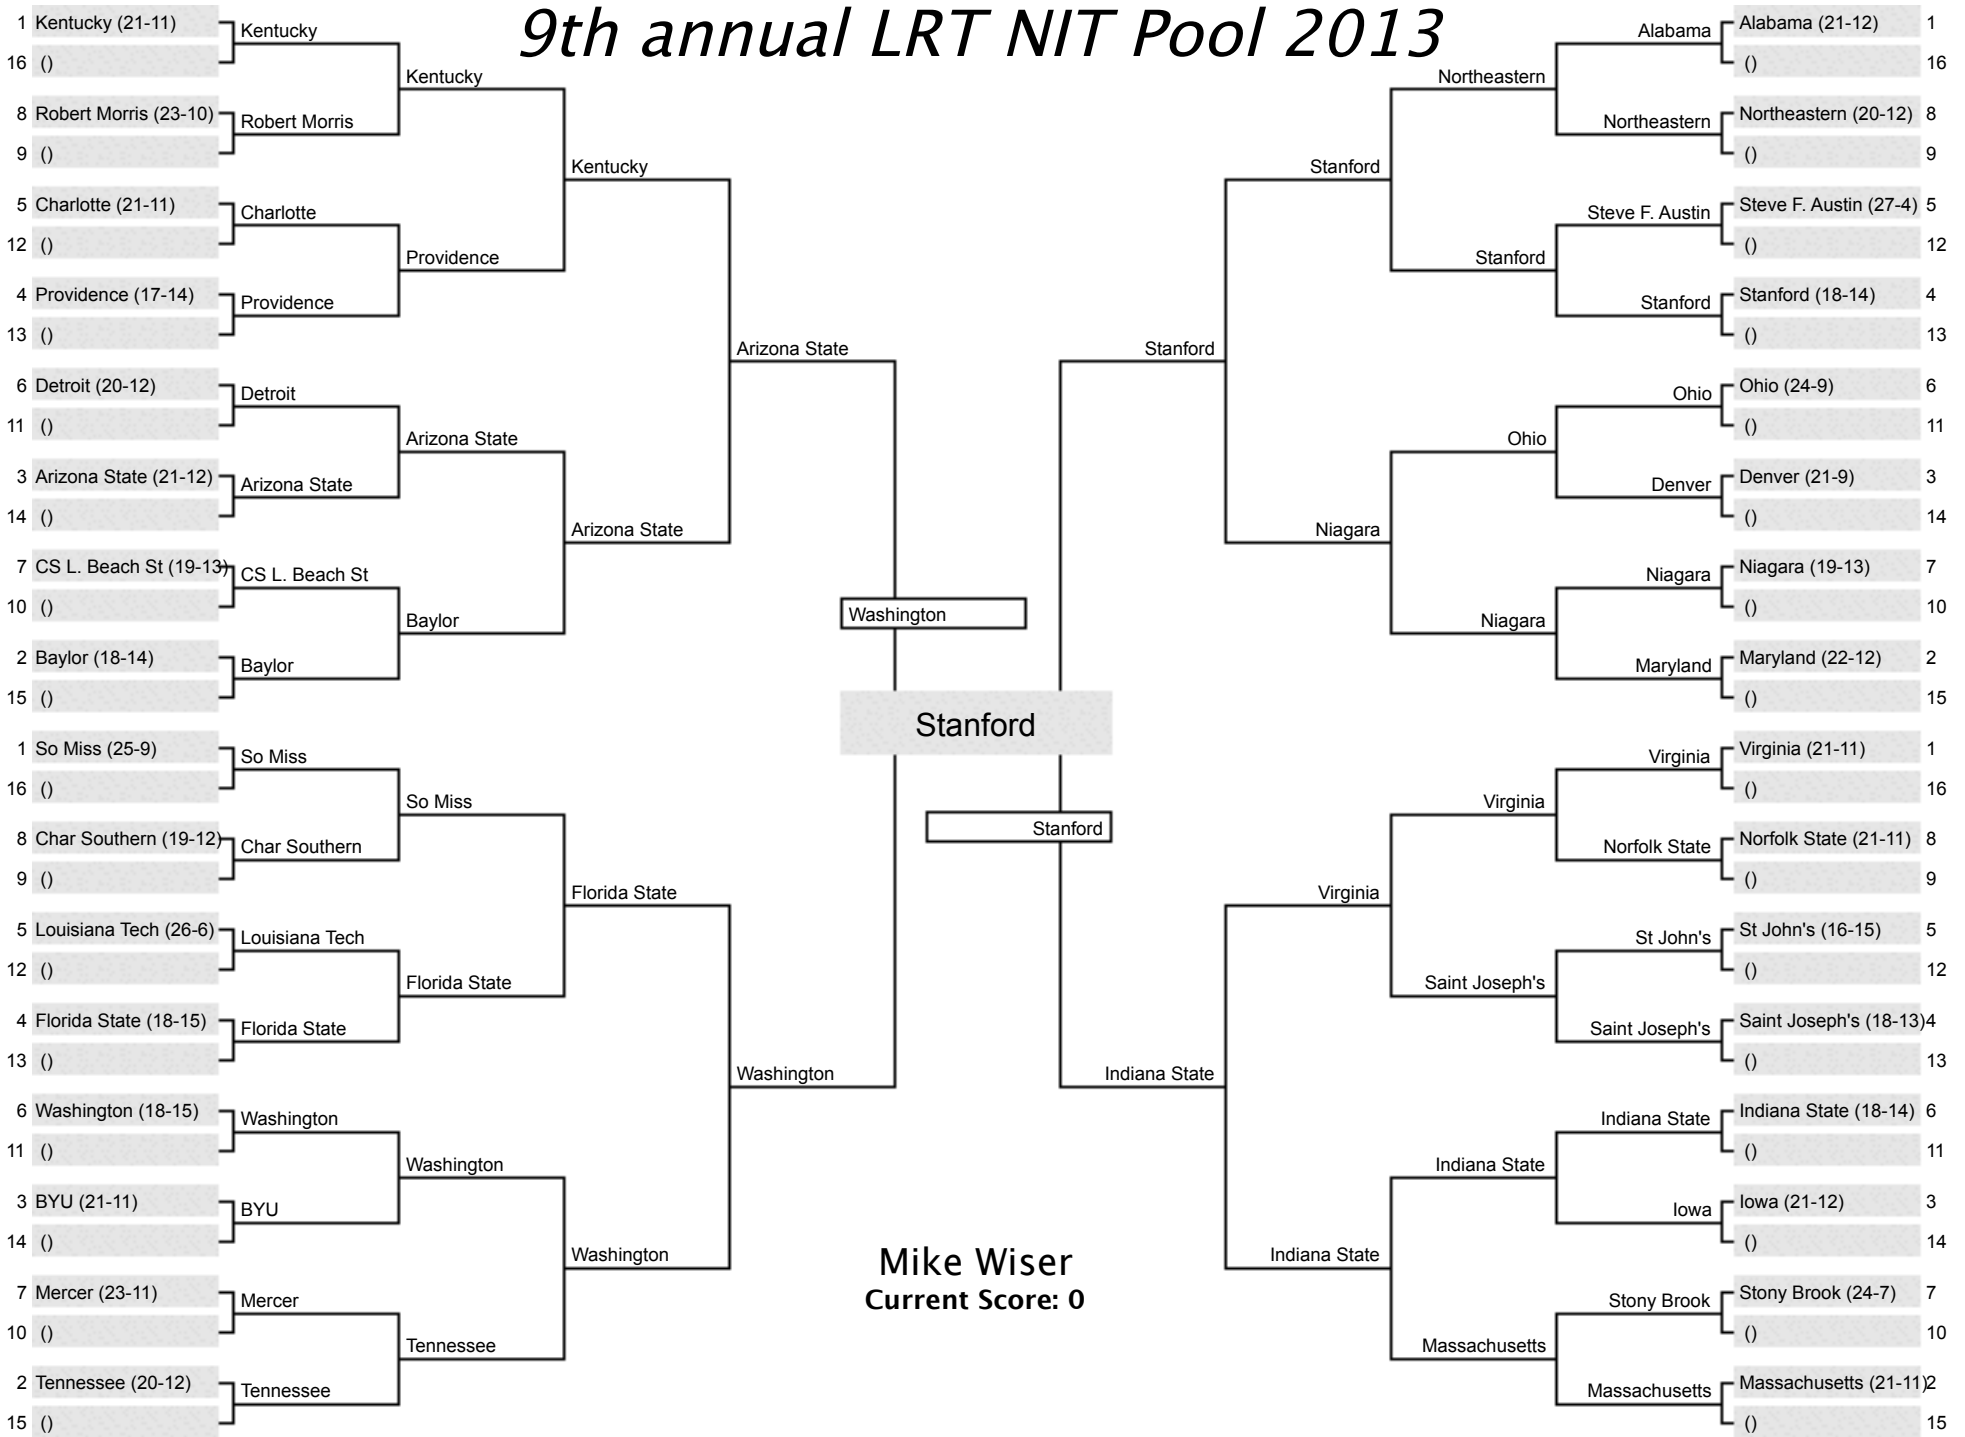 9th annual LRT NIT Pool 2013
1 Kentucky (21-11)
16 ()
8 Robert Morris (23-10)
9 ()
5 Charlotte (21-11)
12 ()
4 Providence (17-14)
13 ()
6 Detroit (20-12)
11 ()
3 Arizona State (21-12)
14 ()
7 CS L. Beach St (19-13)
10 ()
2 Baylor (18-14)
15 ()
1 So Miss (25-9)
16 ()
8 Char Southern (19-12)
9 ()
5 Louisiana Tech (26-6)
12 ()
4 Florida State (18-15)
13 ()
6 Washington (18-15)
11 ()
3 BYU (21-11)
14 ()
7 Mercer (23-11)
10 ()
2 Tennessee (20-12)
15 ()
Kentucky
Robert Morris
Charlotte
Providence
Detroit
Arizona State
CS L. Beach St
Baylor
So Miss
Char Southern
Louisiana Tech
Florida State
Washington
BYU
Mercer
Tennessee
Kentucky
Providence
Arizona State
Baylor
So Miss
Florida State
Washington
Tennessee
Kentucky
Arizona State
Florida State
Washington
Arizona State
Washington
Washington
Stanford
Stanford
Mike Wiser
Current Score: 0
Stanford
Indiana State
Stanford
Niagara
Virginia
Indiana State
Northeastern
Stanford
Ohio
Niagara
Virginia
Saint Joseph's
Indiana State
Massachusetts
Alabama
Northeastern
Steve F. Austin
Stanford
Ohio
Denver
Niagara
Maryland
Virginia
Norfolk State
St John's
Saint Joseph's
Indiana State
Iowa
Stony Brook
Massachusetts
Alabama (21-12) 1
() 16
Northeastern (20-12) 8
() 9
Steve F. Austin (27-4) 5
() 12
Stanford (18-14) 4
() 13
Ohio (24-9) 6
() 11
Denver (21-9) 3
() 14
Niagara (19-13) 7
() 10
Maryland (22-12) 2
() 15
Virginia (21-11) 1
() 16
Norfolk State (21-11) 8
() 9
St John's (16-15) 5
() 12
Saint Joseph's (18-13) 4
() 13
Indiana State (18-14) 6
() 11
Iowa (21-12) 3
() 14
Stony Brook (24-7) 7
() 10
Massachusetts (21-11) 2
() 15